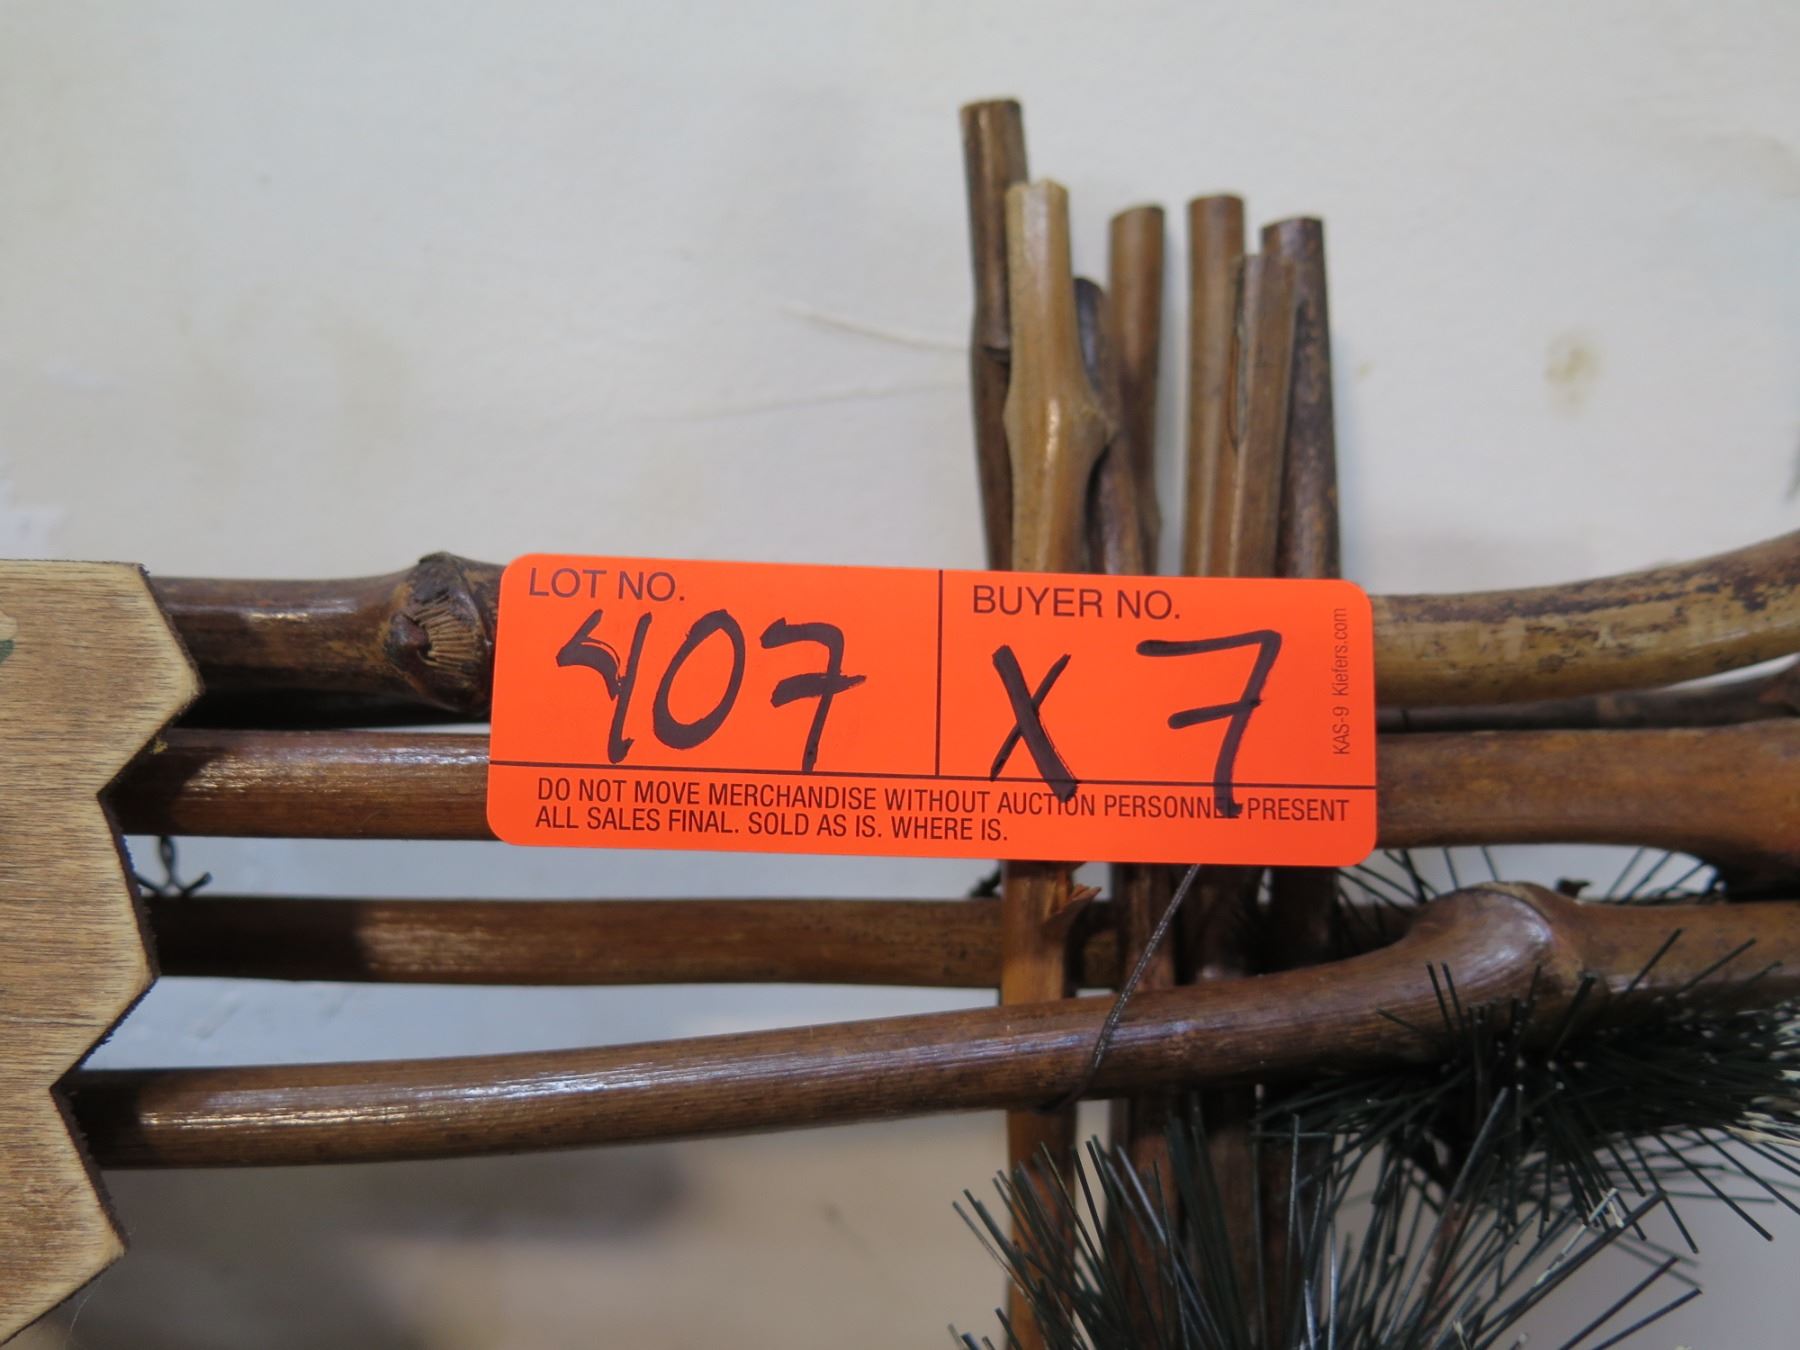 LOT NO.
407
BUYER NO.
X 7
KAS-9 Kiefers.com
DO NOT MOVE MERCHANDISE WITHOUT AUCTION PERSONNEL PRESENT
ALL SALES FINAL. SOLD AS IS. WHERE IS.